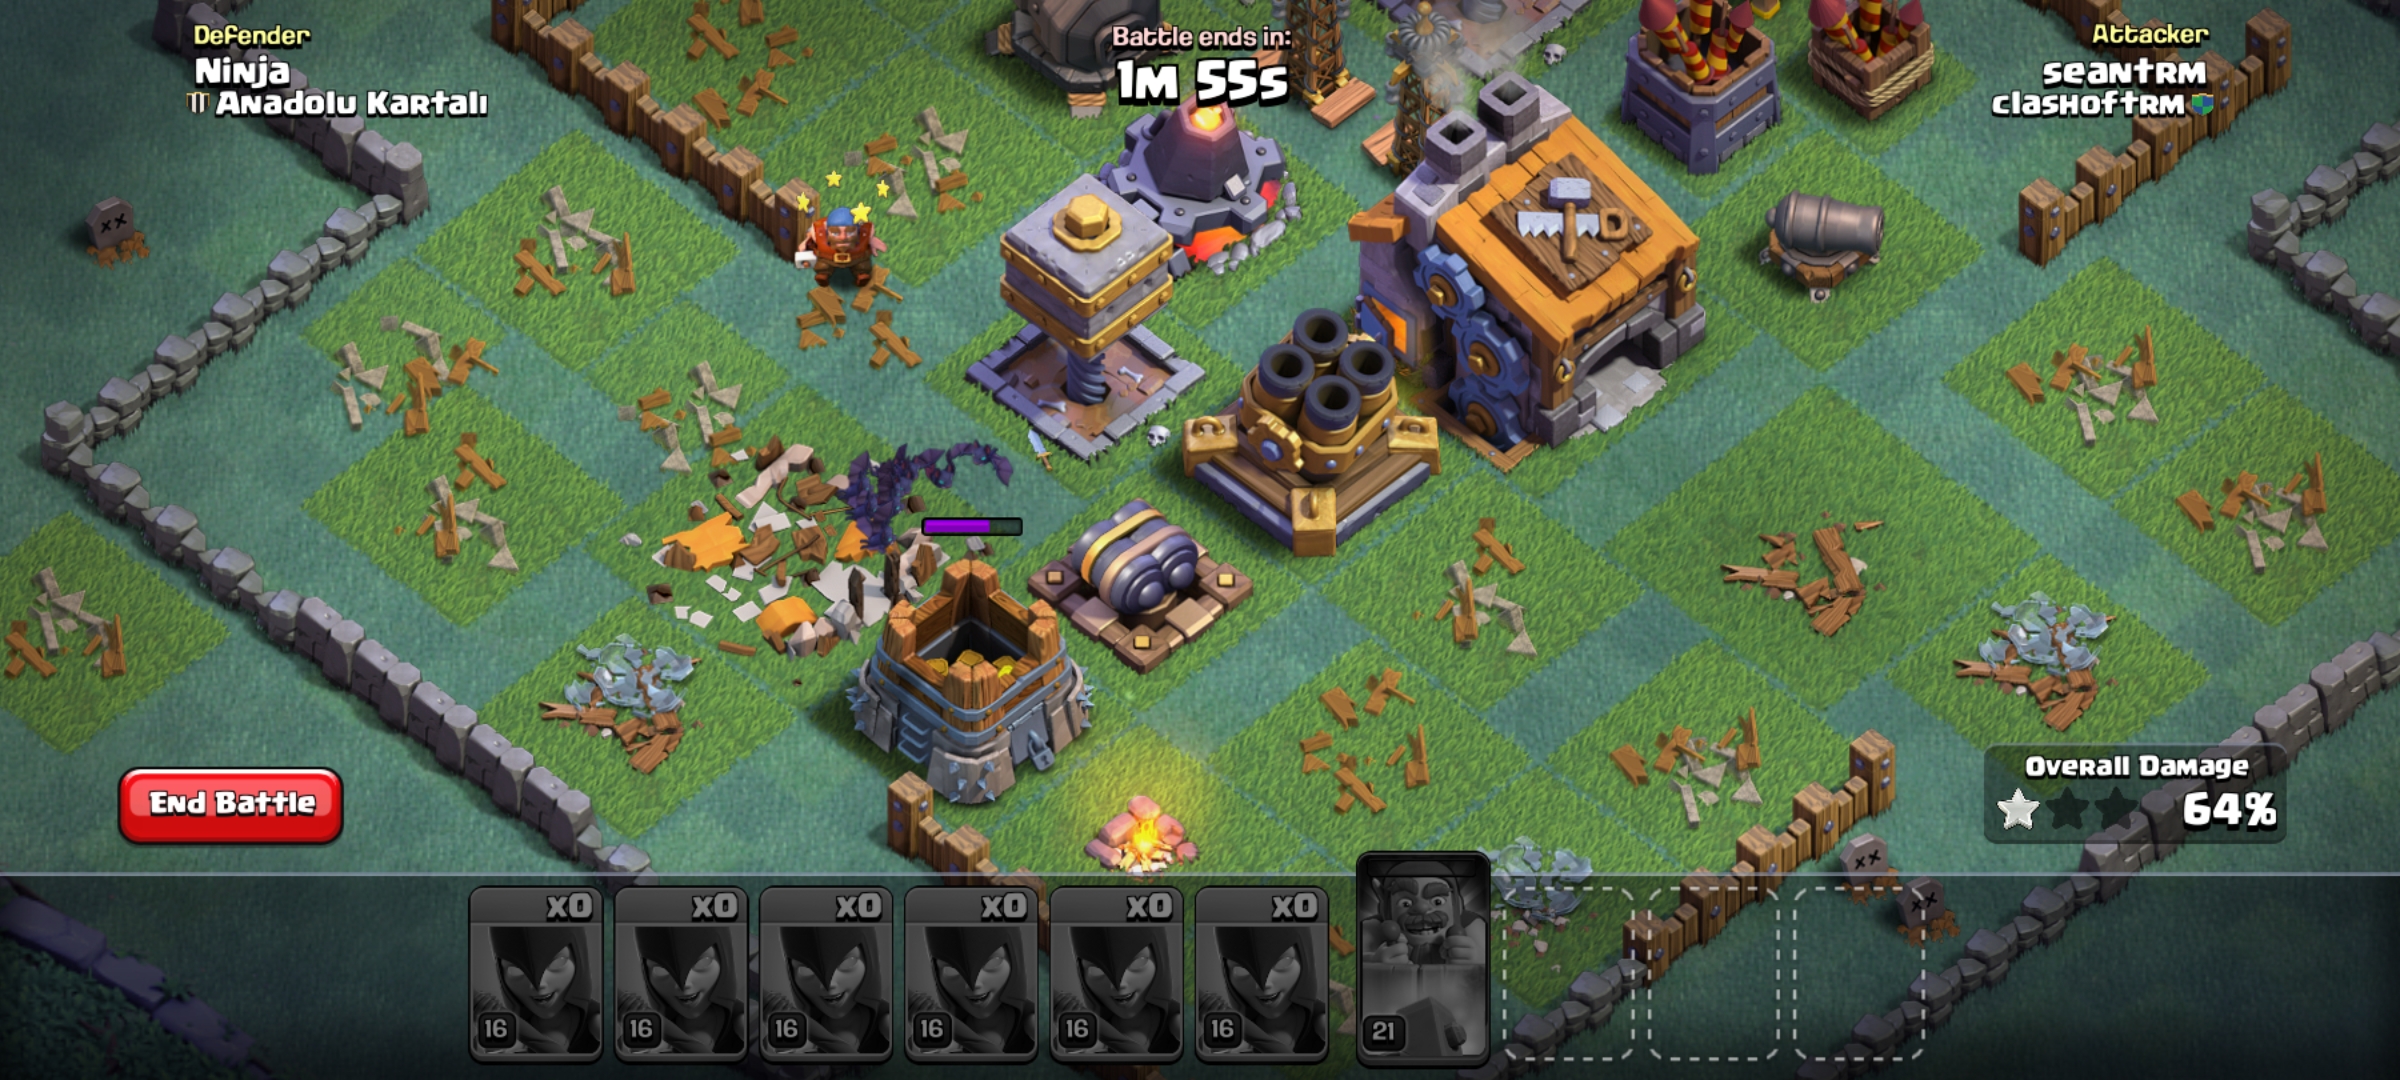 Defender
Ninja
Anadolu Kartalı
Battle ends in:
1M 55s
Attacker
seantRM
clashoftRM
End Battle
Overall Damage
64%
x0
x0
x0
x0
x0
x0
16
16
16
16
16
16
21